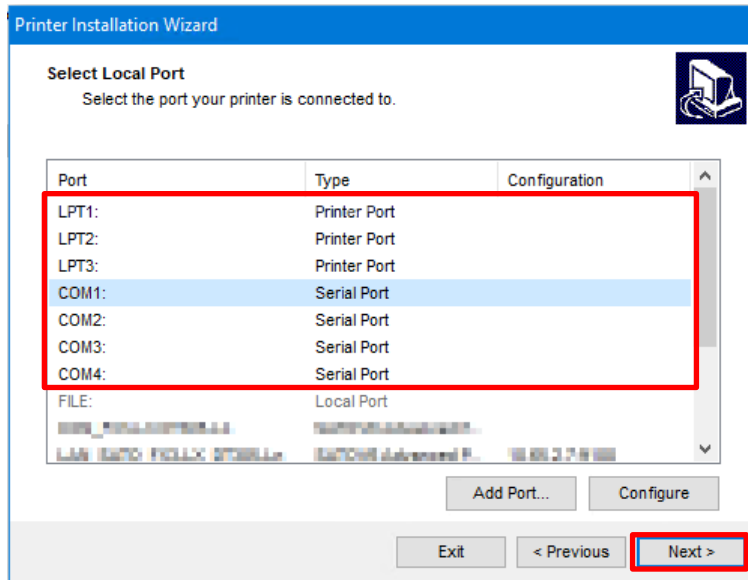 Printer Installation Wizard
Select Local Port
Select the port your printer is connected to.
Port Type Configuration
LPT1: Printer Port
LPT2: Printer Port
LPT3: Printer Port
COM1: Serial Port
COM2: Serial Port
COM3: Serial Port
COM4: Serial Port
FILE: Local Port
Add Port... Configure
Exit < Previous Next >